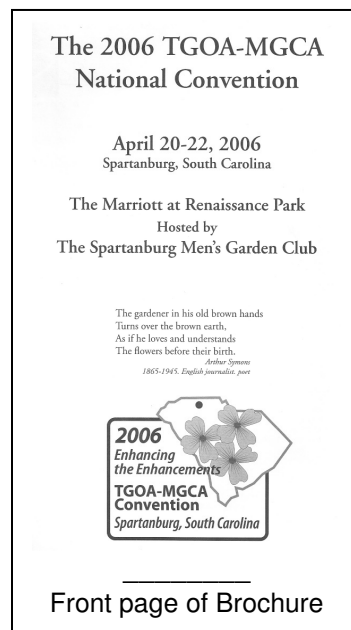 The 2006 TGOA-MGCA
National Convention
April 20-22, 2006
Spartanburg, South Carolina
The Marriott at Renaissance Park
Hosted by
The Spartanburg Men's Garden Club
The gardener in his old brown hands
Turns over the brown earth,
As if he loves and understands
The flowers before their birth.
Arthur Symons
1865-1945. English journalist. poet
2006
Enhancing
the Enhancements
TGOA-MGCA
Convention
Spartanburg, South Carolina
Front page of Brochure